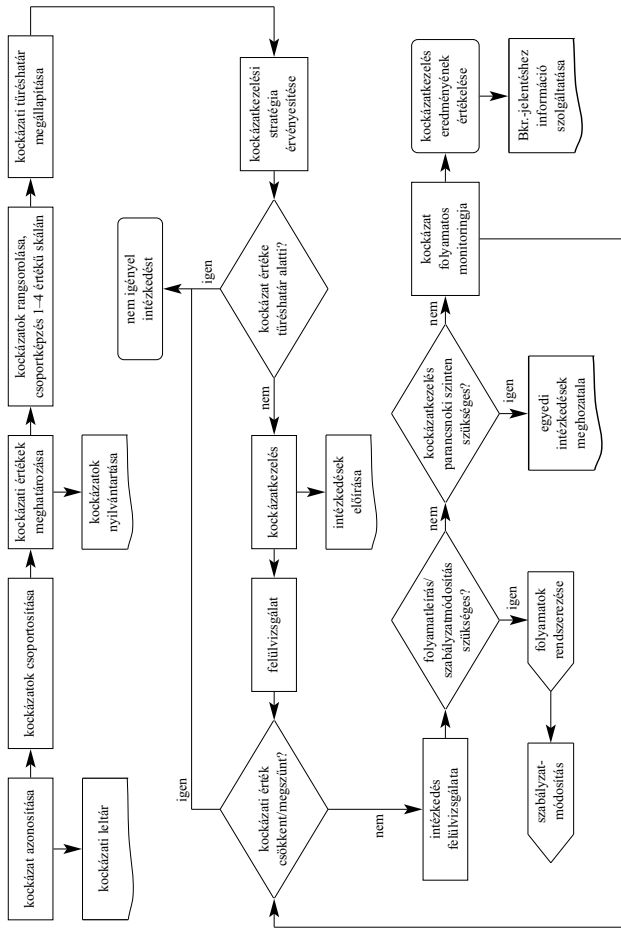 kockázat azonosítása
kockázati leltár
kockázatok csoportosítása
kockázati értékek
meghatározása
kockázatok
nyilvántartása
kockázatok rangsorolása,
csoportképzés 1–4 értékű skálán
kockázati tűréshatár
megállapítása
kockázatkezelési
stratégia
érvényesítése
kockázat értéke
tűréshatár alatti?
igen
nem igényel
intézkedést
nem
kockázatkezelés
intézkedések
előírása
felülvizsgálat
kockázati érték
csökkent/megszünt?
igen
nem
intézkedés
felülvizsgálata
folyamatleírás/
szabályzatmódosítás
szükséges?
igen
folyamatok
rendszerezése
szabályzat-
módosítás
nem
kockázatkezelés
parancsnoki szinten
szükséges?
igen
egyedi
intézkedések
meghozatala
nem
kockázat
folyamatos
monitoringja
kockázatkezelés
eredményének
értékelése
Bkr.-jelentéshez
információ
szolgáltatása